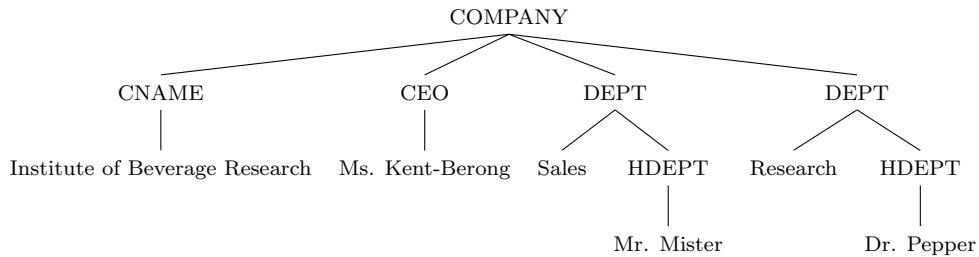 COMPANY
CNAME CEO DEPT DEPT
Institute of Beverage Research Ms. Kent-Berong Sales HDEPT Research HDEPT
Mr. Mister Dr. Pepper